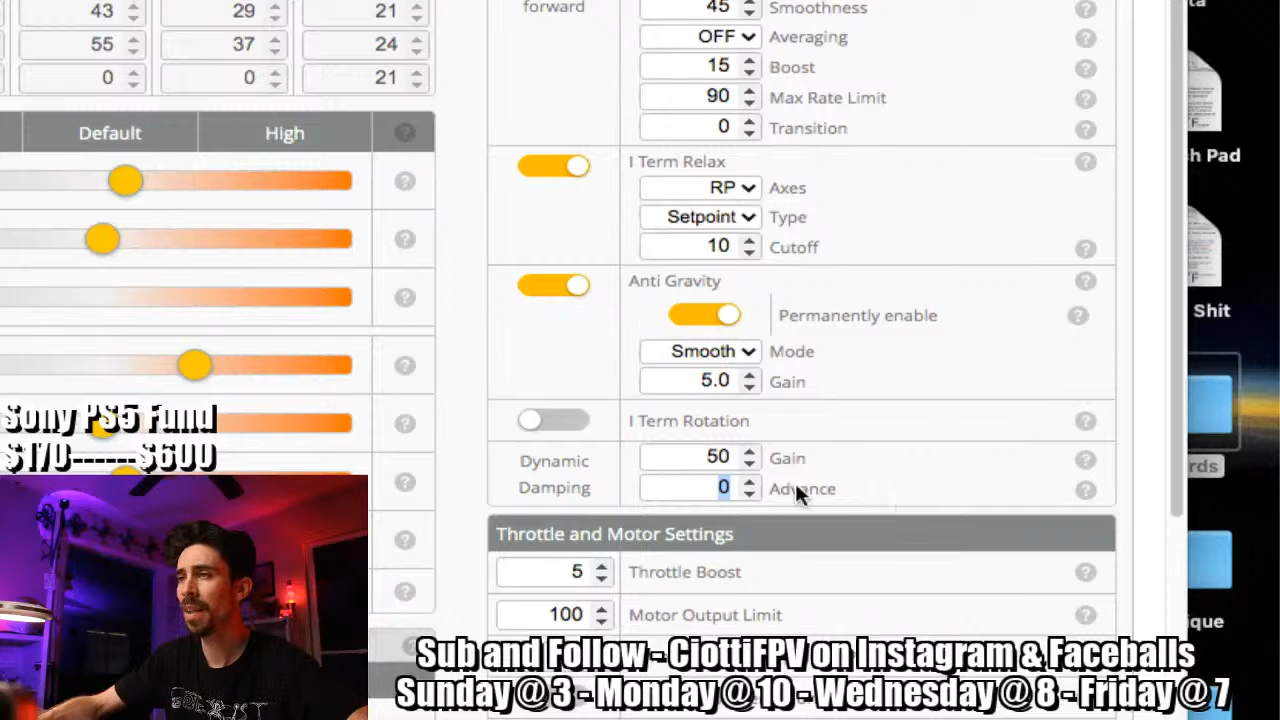 43 29 21
55 37 24
0 0 21
Default High
forward
45 Smoothness
OFF Averaging
15 Boost
90 Max Rate Limit
0 Transition
I Term Relax
RP Axes
Setpoint Type
10 Cutoff
Anti Gravity
Permanently enable
Smooth Mode
5.0 Gain
I Term Rotation
Dynamic
Damping
50 Gain
0 Advance
Throttle and Motor Settings
5 Throttle Boost
100 Motor Output Limit
h Pad
Shit
rds
ique
Sony PS5 Fund
$170------$600
Sub and Follow - CiottiFPV on Instagram & Faceballs
Sunday @ 3 - Monday @ 10 - Wednesday @ 8 - Friday @ 7